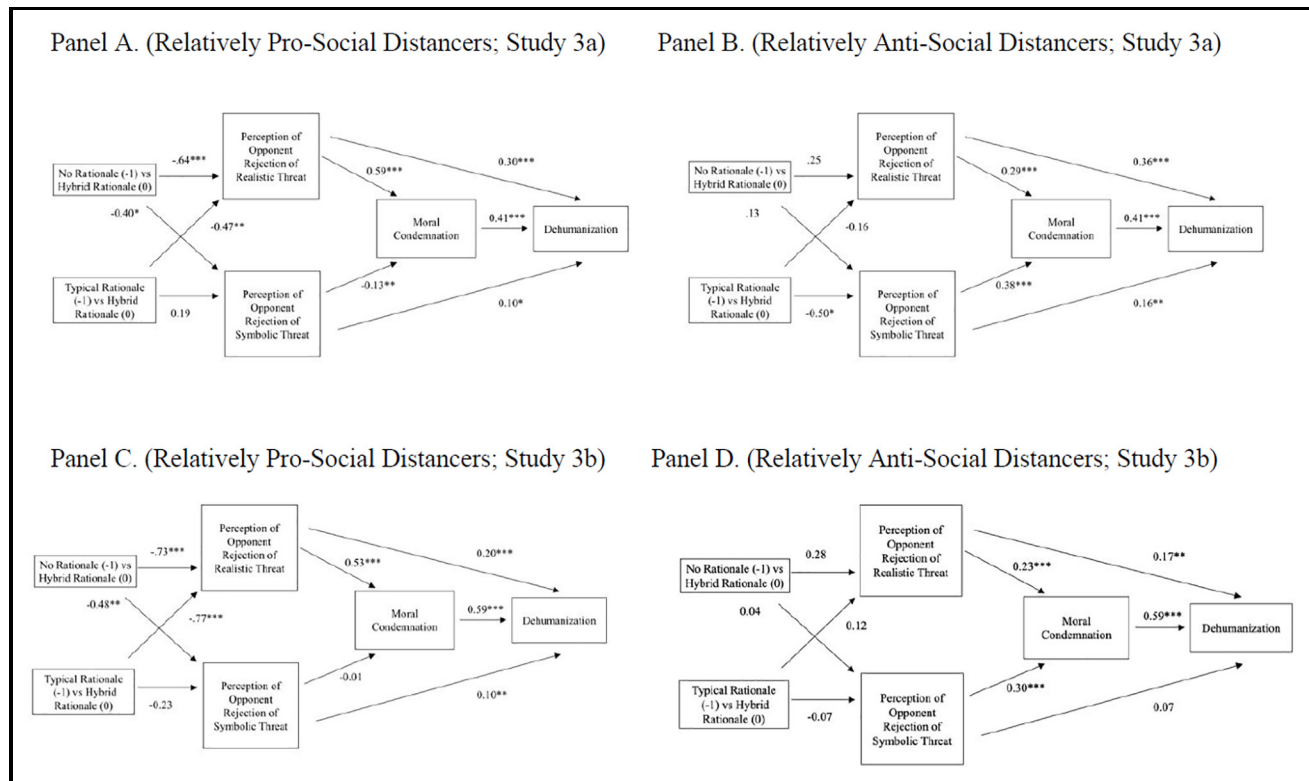 Panel A. (Relatively Pro-Social Distancers; Study 3a)
Perception of
Opponent
Rejection of
Realistic Threat
-.64***
0.30***
No Rationale (-1) vs
Hybrid Rationale (0)
0.59***
-0.40*
-0.47**
Moral
Condemnation
0.41***
Dehumanization
Typical Rationale
(-1) vs Hybrid
Rationale (0)
0.19
Perception of
Opponent
Rejection of
Symbolic Threat
-0.13**
0.10*
Panel B. (Relatively Anti-Social Distancers; Study 3a)
Perception of
Opponent
Rejection of
Realistic Threat
.25
0.36***
No Rationale (-1) vs
Hybrid Rationale (0)
0.29***
.13
-0.16
Moral
Condemnation
0.41***
Dehumanization
Typical Rationale
(-1) vs Hybrid
Rationale (0)
-0.50*
Perception of
Opponent
Rejection of
Symbolic Threat
0.38***
0.16**
Panel C. (Relatively Pro-Social Distancers; Study 3b)
Perception of
Opponent
Rejection of
Realistic Threat
-.73***
0.20***
No Rationale (-1) vs
Hybrid Rationale (0)
0.53***
-0.48**
-.77***
Moral
Condemnation
0.59***
Dehumanization
Typical Rationale
(-1) vs Hybrid
Rationale (0)
-0.23
Perception of
Opponent
Rejection of
Symbolic Threat
-0.01
0.10**
Panel D. (Relatively Anti-Social Distancers; Study 3b)
Perception of
Opponent
Rejection of
Realistic Threat
0.28
0.17**
No Rationale (-1) vs
Hybrid Rationale (0)
0.23***
0.04
0.12
Moral
Condemnation
0.59***
Dehumanization
Typical Rationale
(-1) vs Hybrid
Rationale (0)
-0.07
Perception of
Opponent
Rejection of
Symbolic Threat
0.30***
0.07